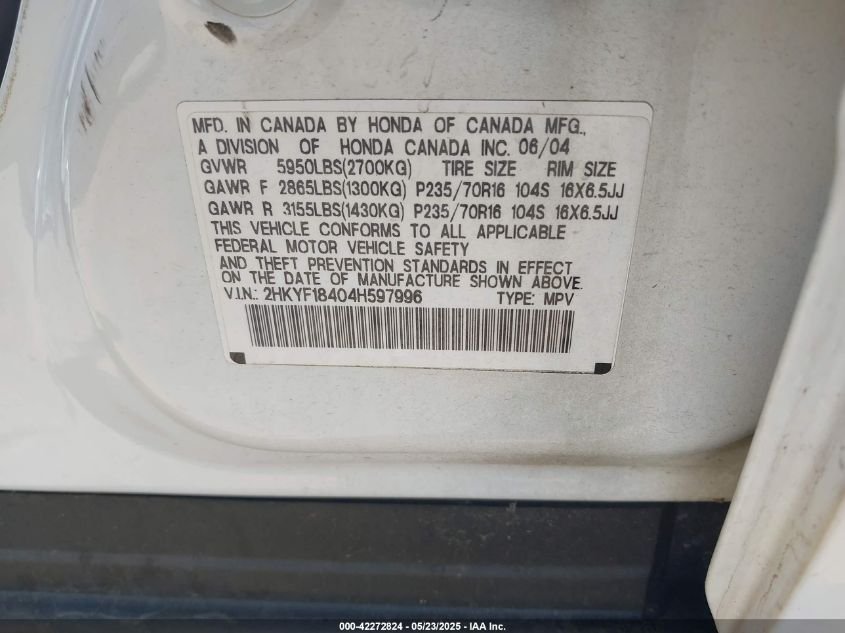 MFD. IN CANADA BY HONDA OF CANADA MFG.,
A DIVISION OF HONDA CANADA INC. 06/04
GVWR 5950LBS(2700KG) TIRE SIZE RIM SIZE
GAWR F 2865LBS(1300KG) P235/70R16 104S 16X6.5JJ
GAWR R 3155LBS(1430KG) P235/70R16 104S 16X6.5JJ
THIS VEHICLE CONFORMS TO ALL APPLICABLE
FEDERAL MOTOR VEHICLE SAFETY
AND THEFT PREVENTION STANDARDS IN EFFECT
ON THE DATE OF MANUFACTURE SHOWN ABOVE.
V.I.N.: 2HKYF18404H597996 TYPE: MPV
000-42272824 - 05/23/2025 - IAA Inc.